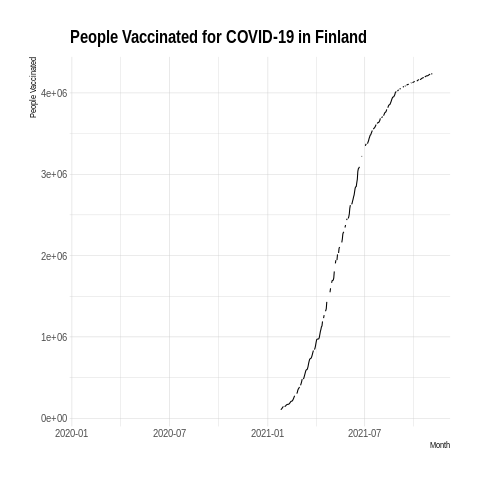 People Vaccinated for COVID-19 in Finland
People Vaccinated
4e+06
3e+06
2e+06
1e+06
0e+00
2020-01 2020-07 2021-01 2021-07
Month